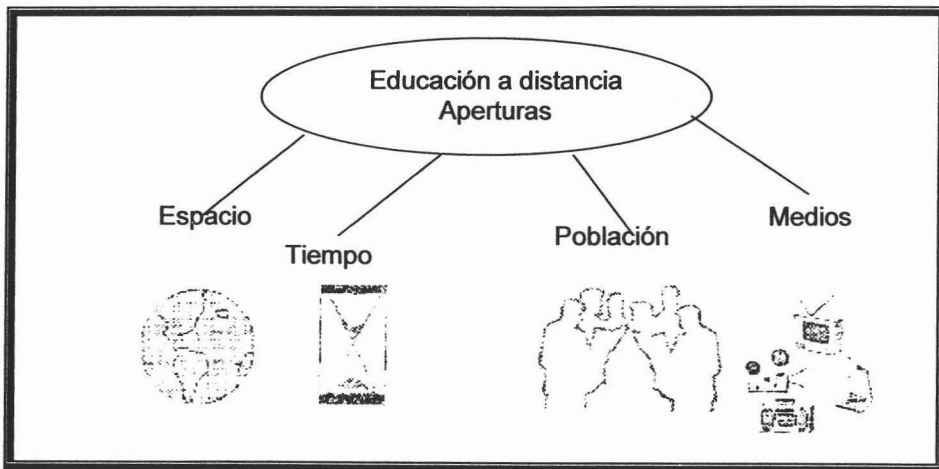 Educación a distancia
Aperturas
Espacio
Tiempo
Población
Medios